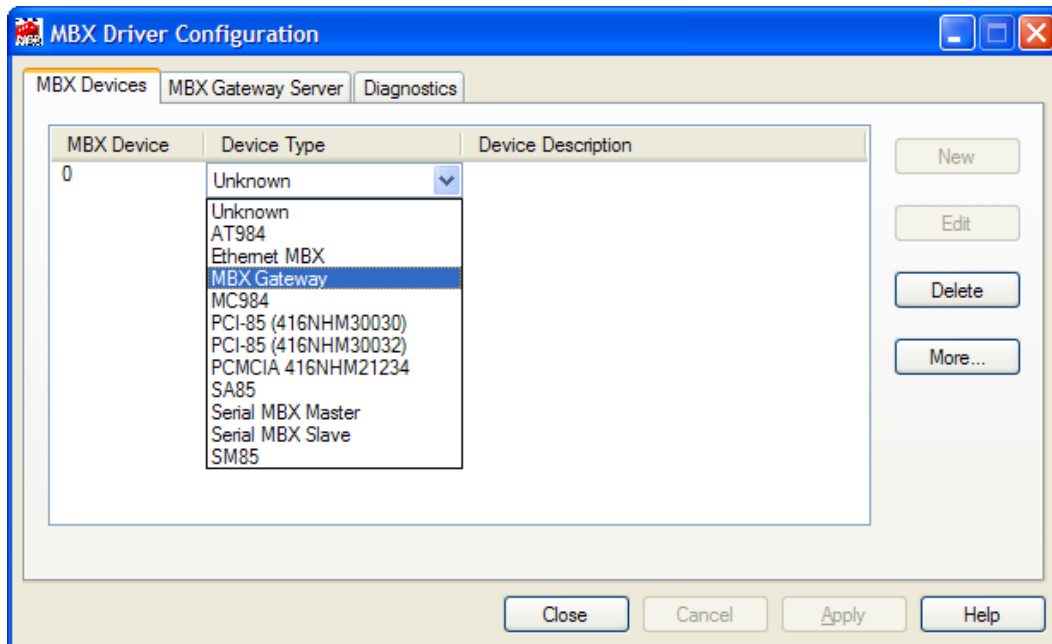 MBX Driver Configuration
MBX Devices MBX Gateway Server Diagnostics
MBX Device Device Type Device Description
0 Unknown
Unknown
AT984
Ethernet MBX
MBX Gateway
MC984
PCI-85 (416NHM30030)
PCI-85 (416NHM30032)
PCMCIA 416NHM21234
SA85
Serial MBX Master
Serial MBX Slave
SM85
New
Edit
Delete
More...
Close Cancel Apply Help